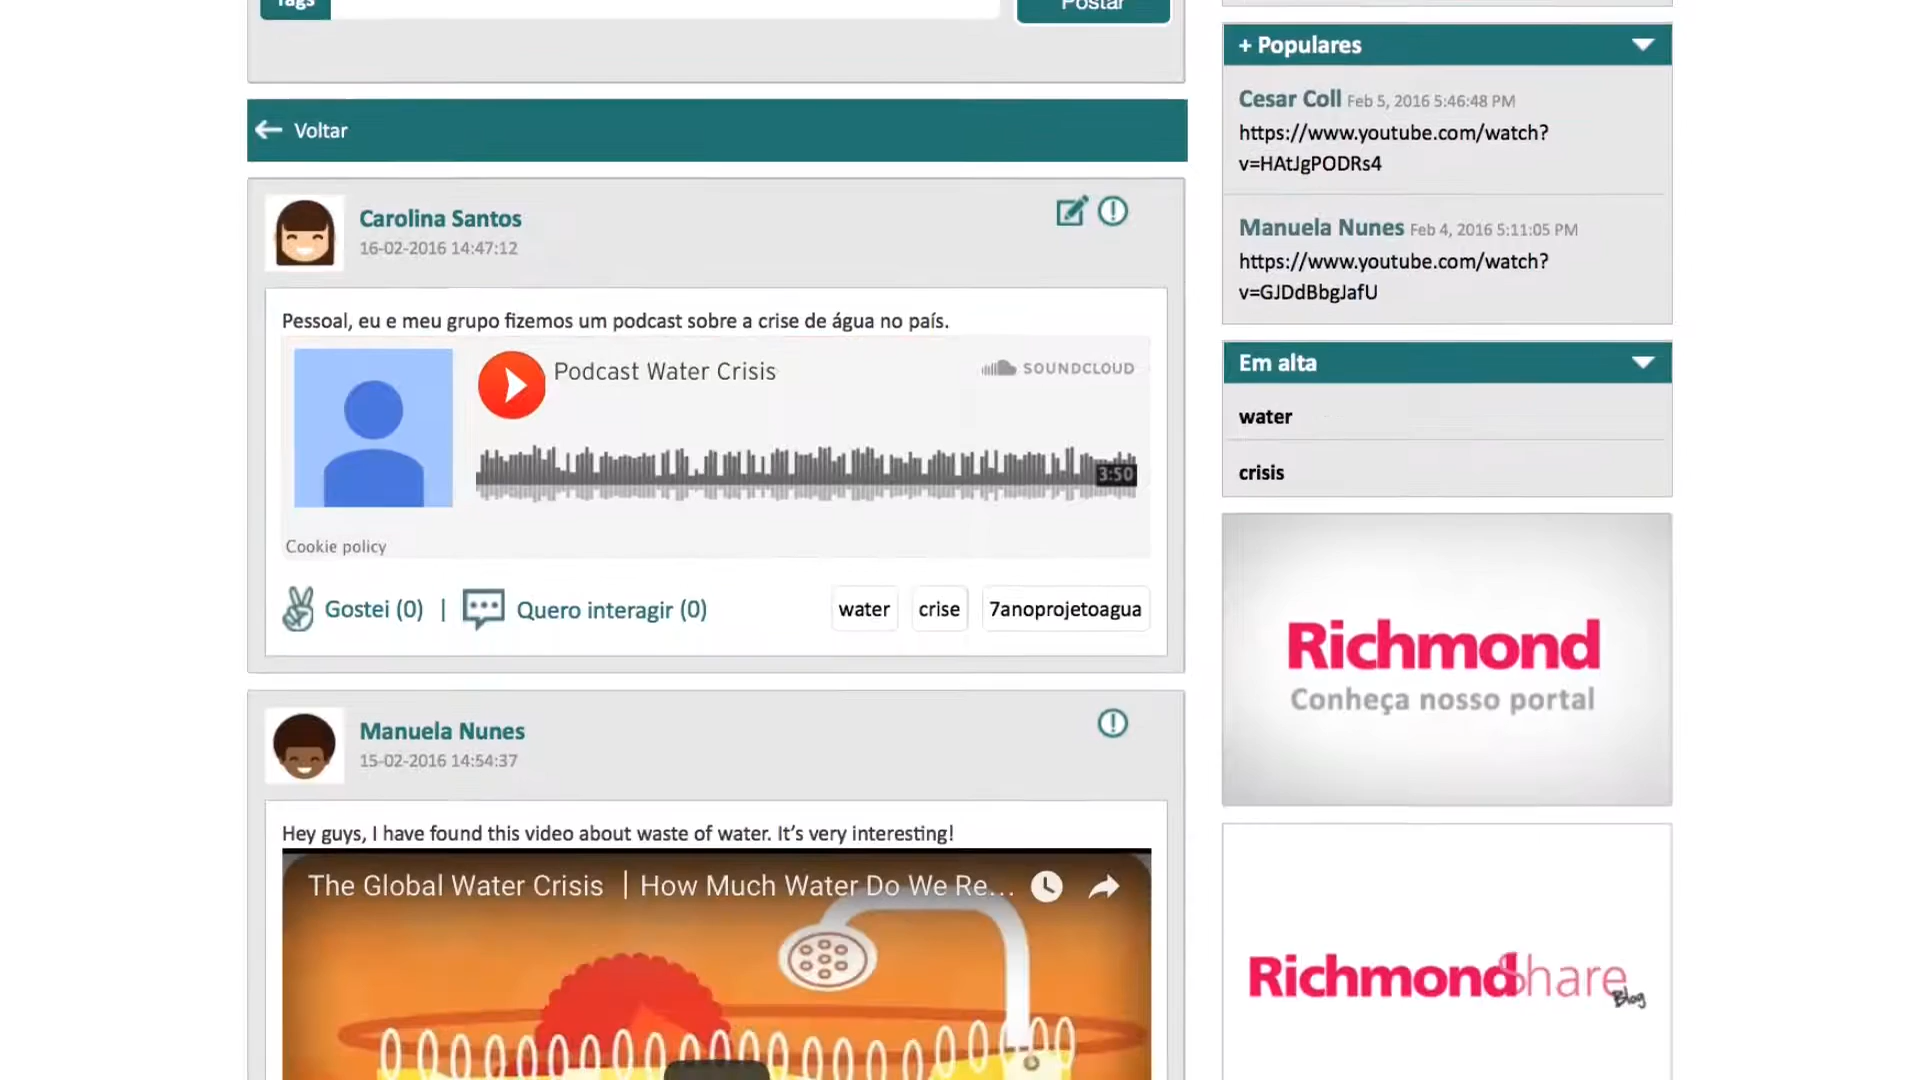 Tags
Postar
Voltar
Carolina Santos
16-02-2016 14:47:12
Pessoal, eu e meu grupo fizemos um podcast sobre a crise de água no país.
Podcast Water Crisis
SOUNDCLOUD
3:50
Cookie policy
Gostei (0) | Quero interagir (0)
water crise 7anoprojetoagua
Manuela Nunes
15-02-2016 14:54:37
Hey guys, I have found this video about waste of water. It’s very interesting!
The Global Water Crisis | How Much Water Do We Re...
+ Populares
Cesar Coll Feb 5, 2016 5:46:48 PM
https://www.youtube.com/watch?
v=HAtJgPODRs4
Manuela Nunes Feb 4, 2016 5:11:05 PM
https://www.youtube.com/watch?
v=GJDdBbgJafU
Em alta
water
crisis
Richmond
Conheça nosso portal
RichmondShare
Blog